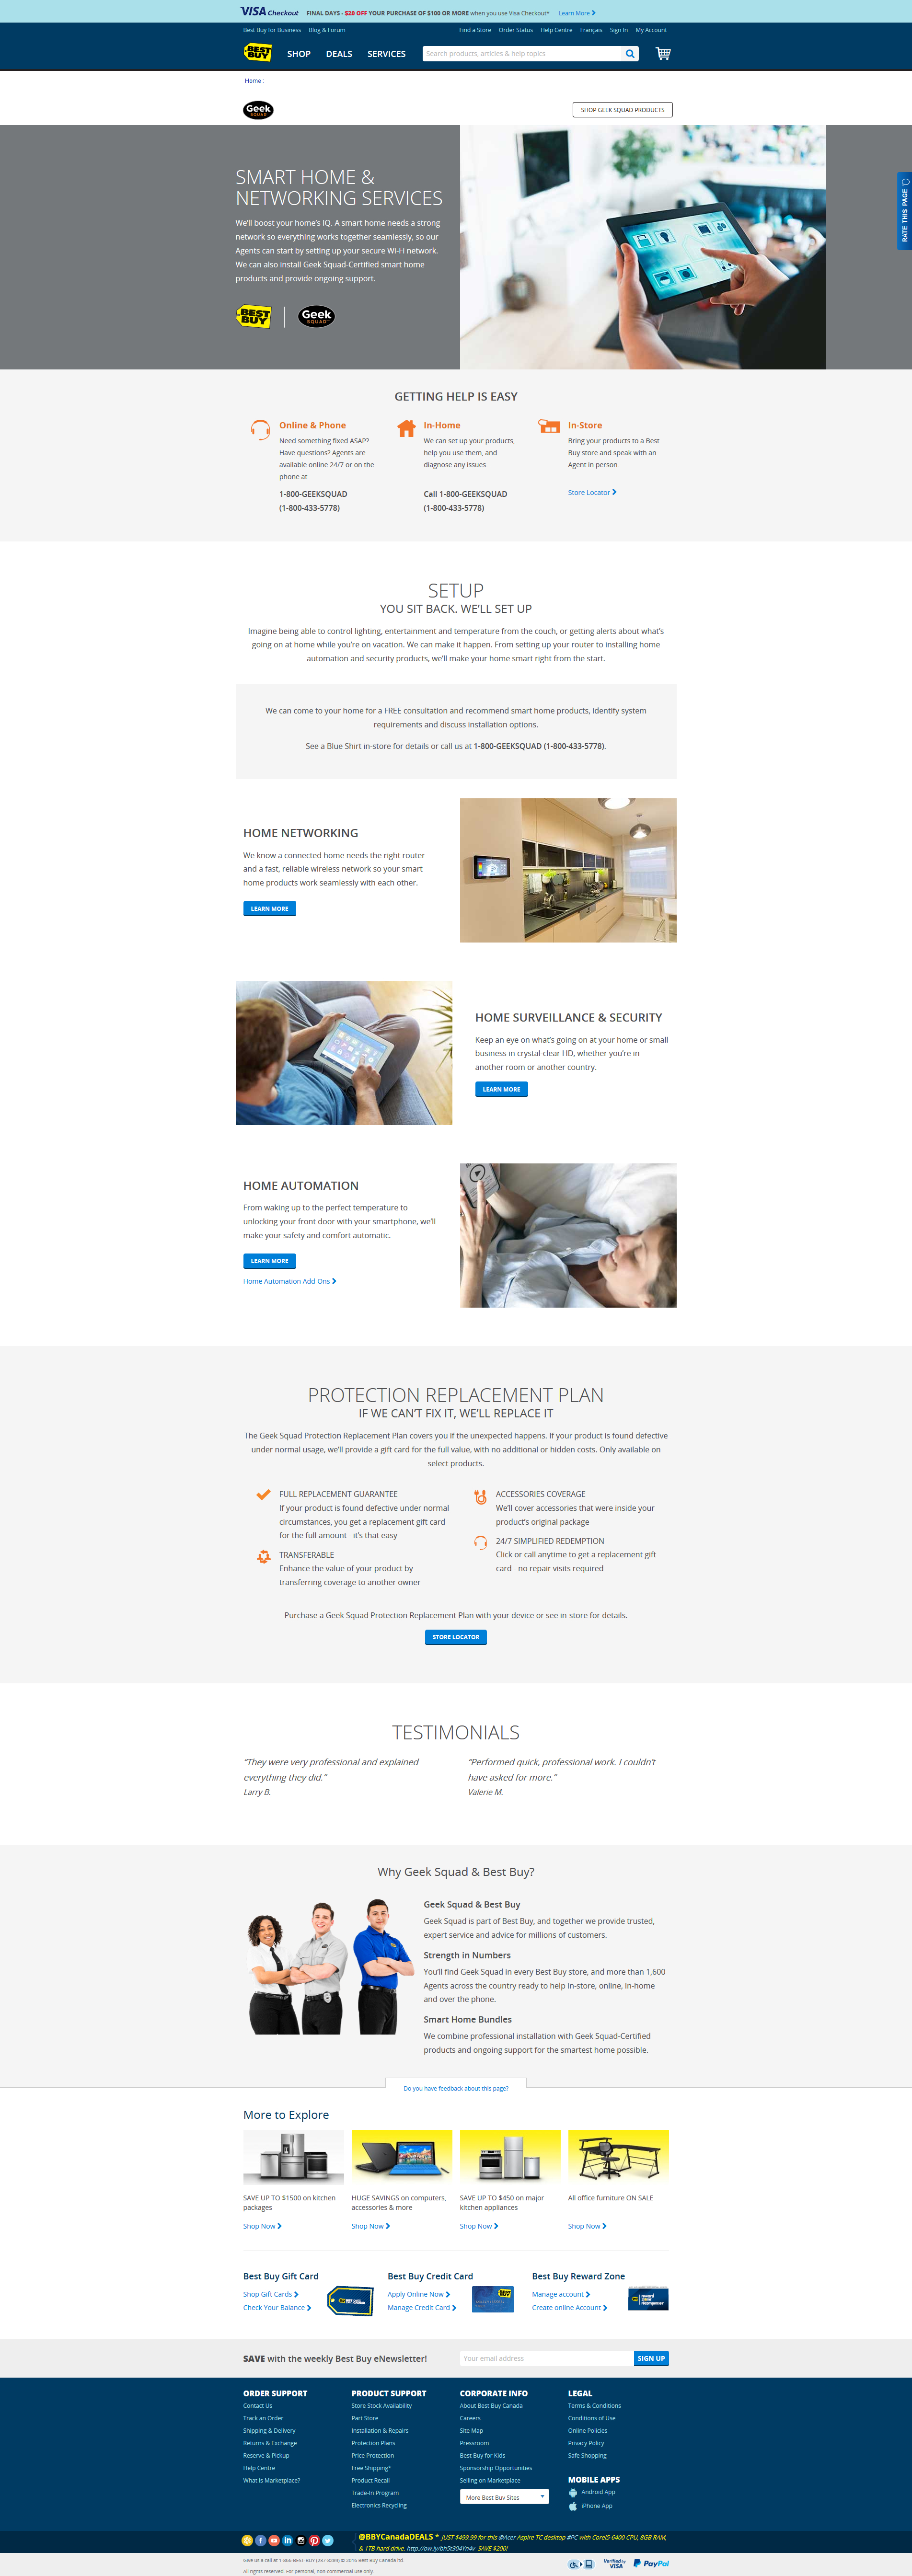 VISA Checkout
FINAL DAYS - $20 OFF YOUR PURCHASE OF $100 OR MORE when you use Visa Checkout* Learn More
Best Buy for Business Blog & Forum Find a Store Order Status Help Centre Français Sign In My Account
BEST BUY SHOP DEALS SERVICES Search products, articles & help topics
Home :
Geek SQUAD SHOP GEEK SQUAD PRODUCTS
RATE THIS PAGE
SMART HOME &
NETWORKING SERVICES
We'll boost your home's IQ. A smart home needs a strong
network so everything works together seamlessly, so our
Agents can start by setting up your secure Wi-Fi network.
We can also install Geek Squad-Certified smart home
products and provide ongoing support.
BEST BUY Geek SQUAD
GETTING HELP IS EASY
Online & Phone
Need something fixed ASAP?
Have questions? Agents are
available online 24/7 or on the
phone at
1-800-GEEKSQUAD
(1-800-433-5778)
In-Home
We can set up your products,
help you use them, and
diagnose any issues.
Call 1-800-GEEKSQUAD
(1-800-433-5778)
In-Store
Bring your products to a Best
Buy store and speak with an
Agent in person.
Store Locator
SETUP
YOU SIT BACK. WE'LL SET UP
Imagine being able to control lighting, entertainment and temperature from the couch, or getting alerts about what's
going on at home while you're on vacation. We can make it happen. From setting up your router to installing home
automation and security products, we'll make your home smart right from the start.
We can come to your home for a FREE consultation and recommend smart home products, identify system
requirements and discuss installation options.
See a Blue Shirt in-store for details or call us at 1-800-GEEKSQUAD (1-800-433-5778).
HOME NETWORKING
We know a connected home needs the right router
and a fast, reliable wireless network so your smart
home products work seamlessly with each other.
LEARN MORE
HOME SURVEILLANCE & SECURITY
Keep an eye on what's going on at your home or small
business in crystal-clear HD, whether you're in
another room or another country.
LEARN MORE
HOME AUTOMATION
From waking up to the perfect temperature to
unlocking your front door with your smartphone, we'll
make your safety and comfort automatic.
LEARN MORE
Home Automation Add-Ons
PROTECTION REPLACEMENT PLAN
IF WE CAN'T FIX IT, WE'LL REPLACE IT
The Geek Squad Protection Replacement Plan covers you if the unexpected happens. If your product is found defective
under normal usage, we'll provide a gift card for the full value, with no additional or hidden costs. Only available on
select products.
FULL REPLACEMENT GUARANTEE
If your product is found defective under normal
circumstances, you get a replacement gift card
for the full amount - it's that easy
TRANSFERABLE
Enhance the value of your product by
transferring coverage to another owner
ACCESSORIES COVERAGE
We'll cover accessories that were inside your
product's original package
24/7 SIMPLIFIED REDEMPTION
Click or call anytime to get a replacement gift
card - no repair visits required
Purchase a Geek Squad Protection Replacement Plan with your device or see in-store for details.
STORE LOCATOR
TESTIMONIALS
"They were very professional and explained
everything they did."
Larry B.
"Performed quick, professional work. I couldn't
have asked for more."
Valerie M.
Why Geek Squad & Best Buy?
Geek Squad & Best Buy
Geek Squad is part of Best Buy, and together we provide trusted,
expert service and advice for millions of customers.
Strength in Numbers
You'll find Geek Squad in every Best Buy store, and more than 1,600
Agents across the country ready to help in-store, online, in-home
and over the phone.
Smart Home Bundles
We combine professional installation with Geek Squad-Certified
products and ongoing support for the smartest home possible.
Do you have feedback about this page?
More to Explore
SAVE UP TO $1500 on kitchen
packages
Shop Now
HUGE SAVINGS on computers,
accessories & more
Shop Now
SAVE UP TO $450 on major
kitchen appliances
Shop Now
All office furniture ON SALE
Shop Now
Best Buy Gift Card
Shop Gift Cards
Check Your Balance
Best Buy Credit Card
Apply Online Now
Manage Credit Card
Best Buy Reward Zone
Manage account
Create online Account
SAVE with the weekly Best Buy eNewsletter!
Your email address SIGN UP
ORDER SUPPORT
Contact Us
Track an Order
Shipping & Delivery
Returns & Exchange
Reserve & Pickup
Help Centre
What is Marketplace?
PRODUCT SUPPORT
Store Stock Availability
Part Store
Installation & Repairs
Protection Plans
Price Protection
Free Shipping*
Product Recall
Trade-in Program
Electronics Recycling
CORPORATE INFO
About Best Buy Canada
Careers
Site Map
Pressroom
Best Buy for Kids
Sponsorship Opportunities
Selling on Marketplace
More Best Buy Sites
LEGAL
Terms & Conditions
Conditions of Use
Online Policies
Privacy Policy
Safe Shopping
MOBILE APPS
Android App
iPhone App
@BBYCanadaDEALS * JUST $499.99 for this @Acer Aspire TC desktop #PC with Corei5-6400 CPU, 8GB RAM,
& 1TB hard drive: http://ow.ly/bh5t304Yn4v SAVE $200!
Give us a call at 1-866-BEST-BUY (237-8289) © 2016 Best Buy Canada ltd.
All rights reserved. For personal, non-commercial use only.
Verified by VISA PayPal